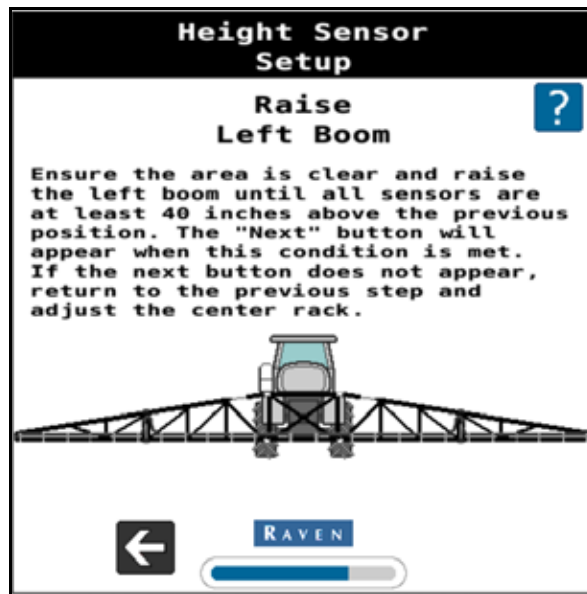 Height Sensor
Setup
?
Raise
Left Boom
Ensure the area is clear and raise
the left boom until all sensors are
at least 40 inches above the previous
position. The "Next" button will
appear when this condition is met.
If the next button does not appear,
return to the previous step and
adjust the center rack.
RAVEN